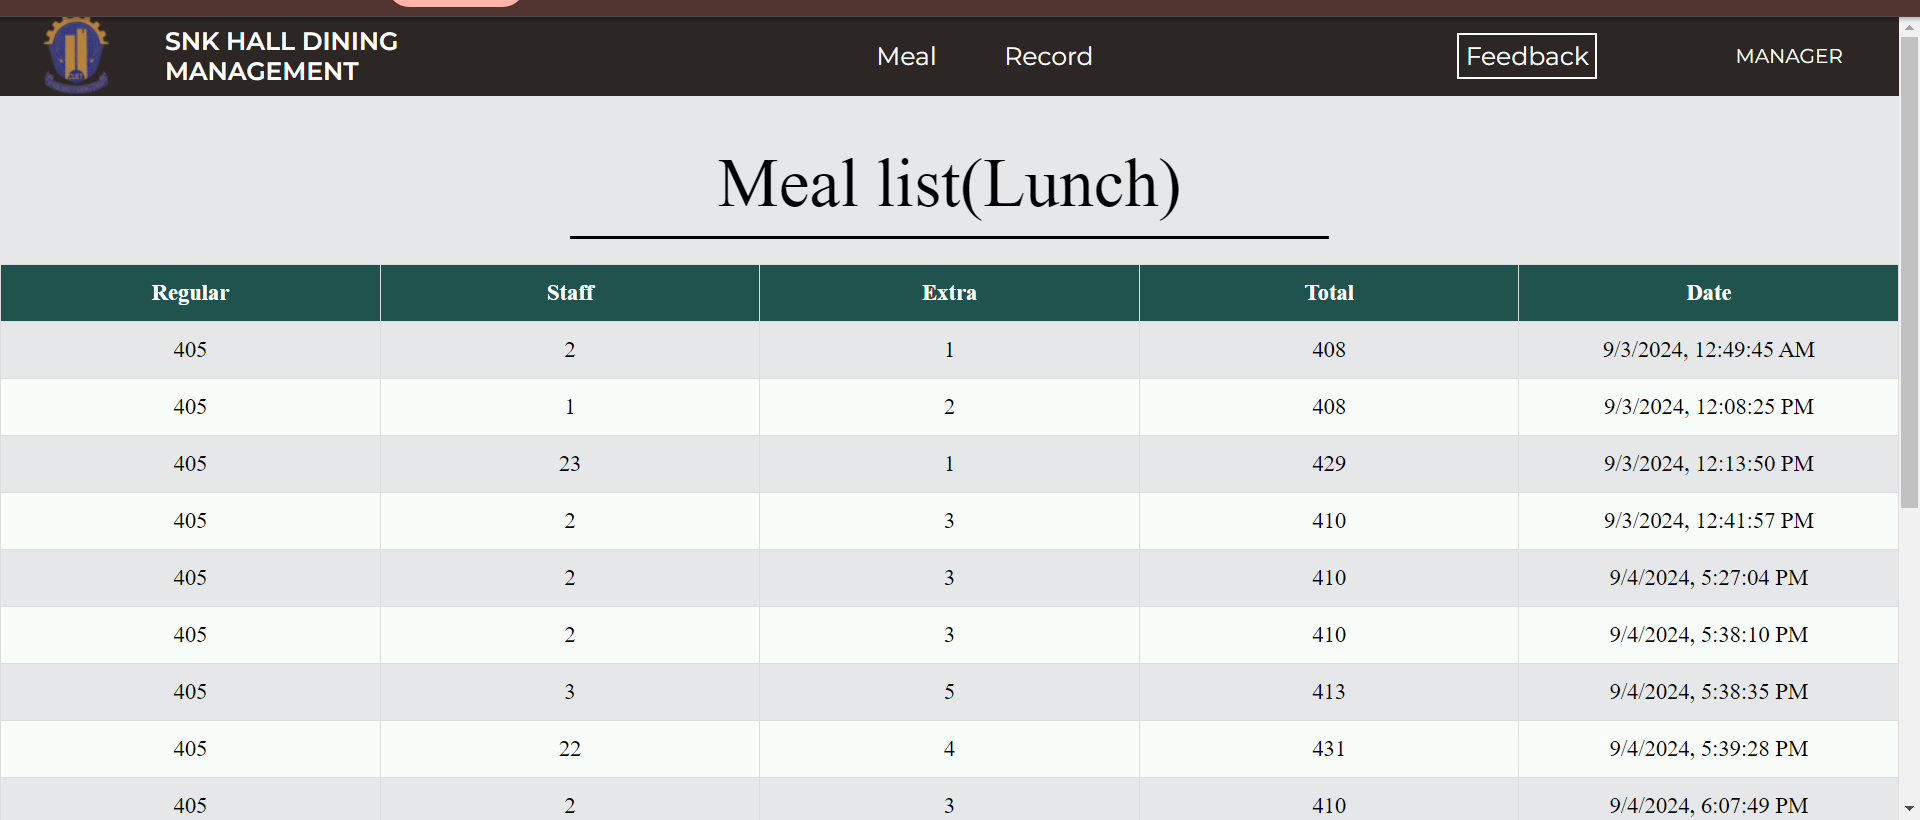 SNK HALL DINING
MANAGEMENT
Meal Record Feedback MANAGER
Meal list(Lunch)
Regular Staff Extra Total Date
405 2 1 408 9/3/2024, 12:49:45 AM
405 1 2 408 9/3/2024, 12:08:25 PM
405 23 1 429 9/3/2024, 12:13:50 PM
405 2 3 410 9/3/2024, 12:41:57 PM
405 2 3 410 9/4/2024, 5:27:04 PM
405 2 3 410 9/4/2024, 5:38:10 PM
405 3 5 413 9/4/2024, 5:38:35 PM
405 22 4 431 9/4/2024, 5:39:28 PM
405 2 3 410 9/4/2024, 6:07:49 PM